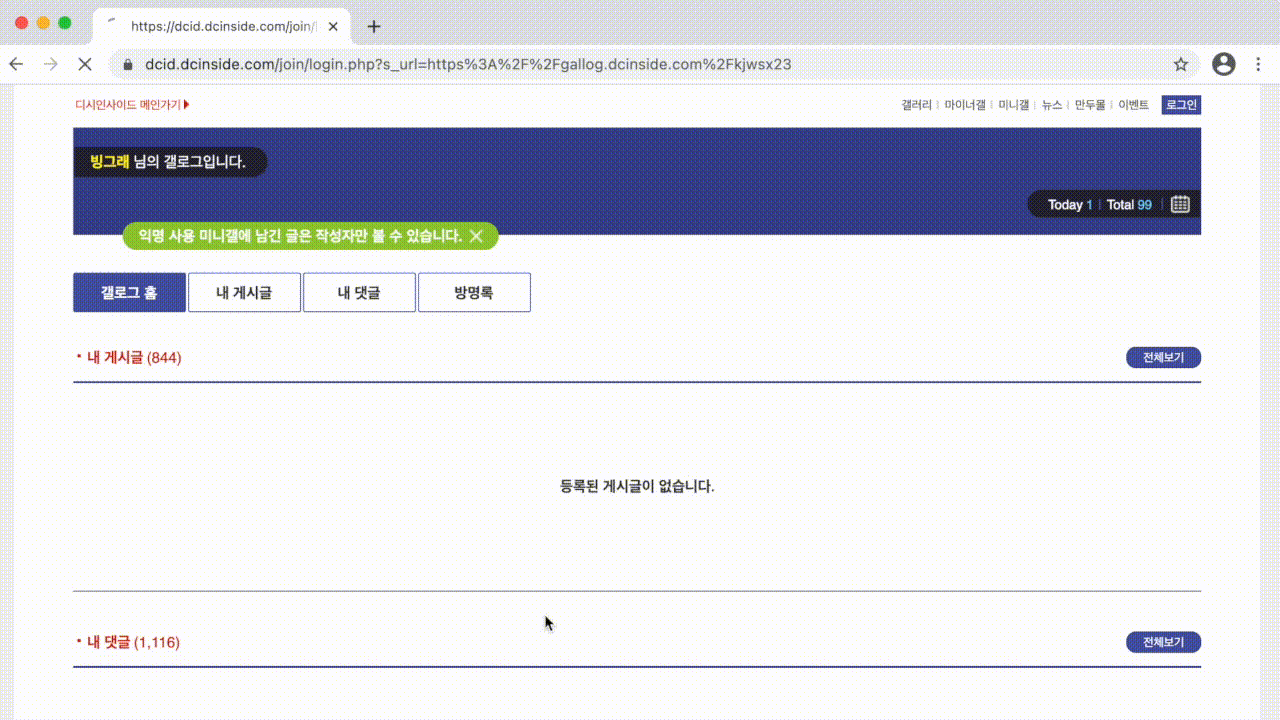 https://dcid.dcinside.com/join/
dcid.dcinside.com/join/login.php?s_url=https%3A%2F%2Fgallog.dcinside.com%2Fkjwsx23
디시인사이드 메인가기
갤러리 마이너갤 미니갤 뉴스 만두몰 이벤트 로그인
빙그래 님의 갤로그입니다.
Today 1 Total 99
익명 사용 미니갤에 남긴 글은 작성자만 볼 수 있습니다.
갤로그 홈 내 게시글 내 댓글 방명록
내 게시글 (844) 전체보기
등록된 게시글이 없습니다.
내 댓글 (1,116) 전체보기